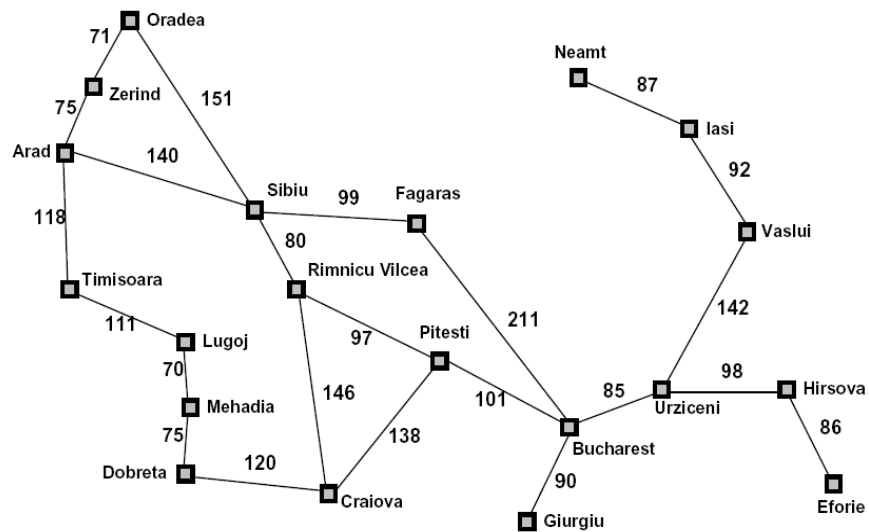 Oradea
71
Neamt
87
Zerind
151
75
Iasi
Arad
140
92
Sibiu
99
Fagaras
118
Vaslui
80
Timisoara
Rimnicu Vilcea
142
111
Lugoj
97
Pitesti
211
70
98
Hirsova
146
101
85
Urziceni
Mehadia
86
75
138
Bucharest
120
Dobreta
90
Craiova
Eforie
Giurgiu